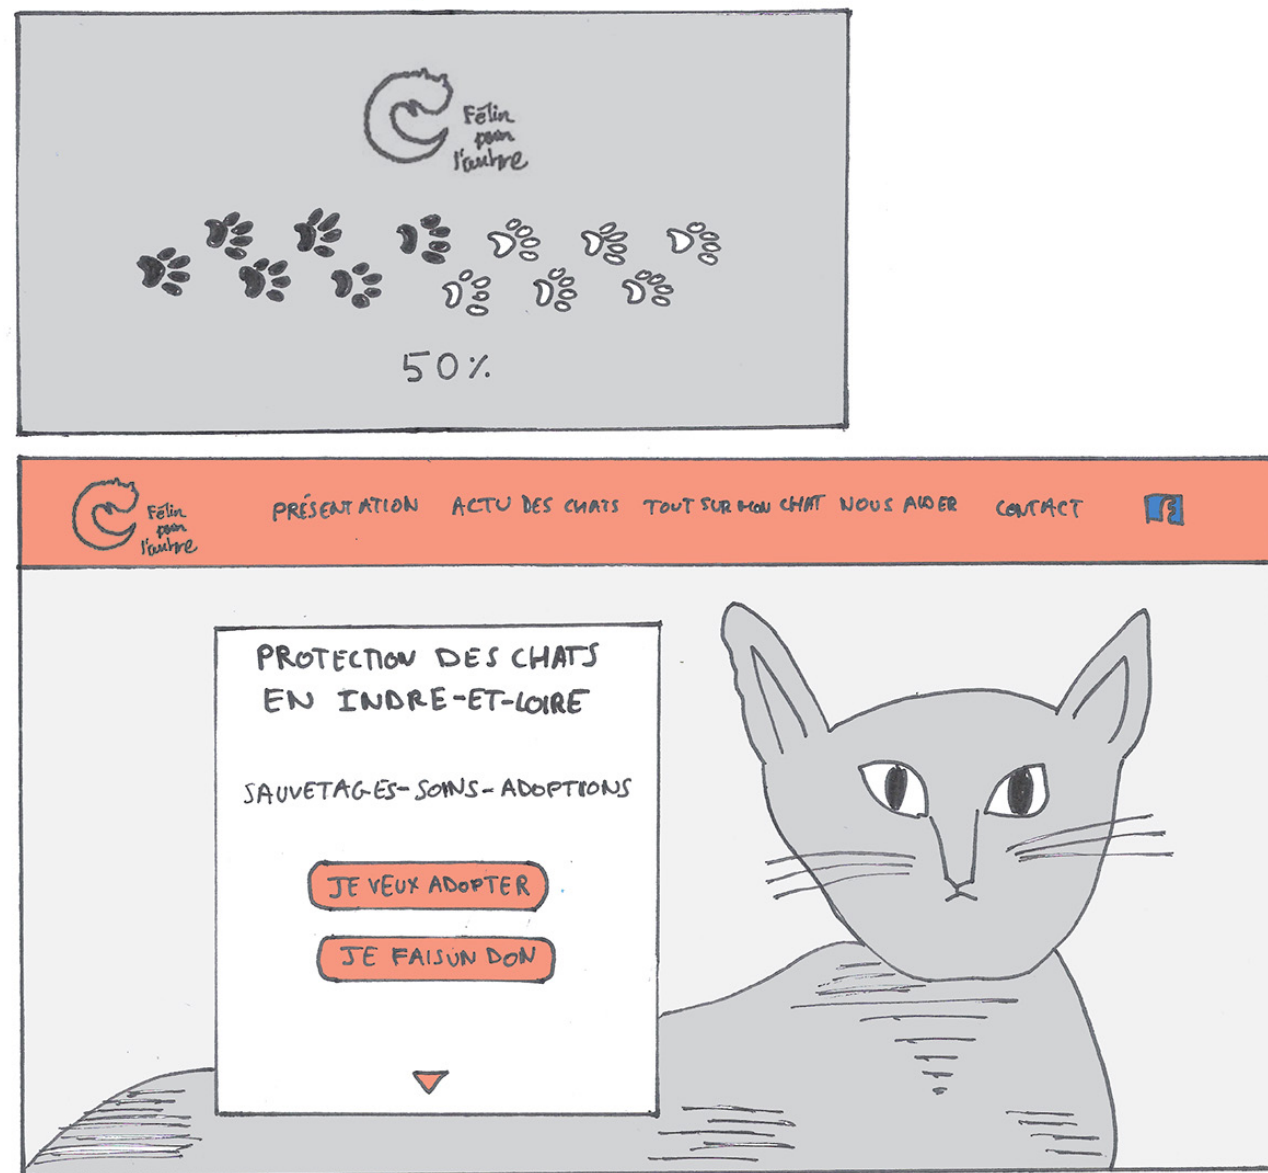 Félin
pour
l'autre
50%
Félin
pour
l'autre
PRÉSENTATION ACTU DES CHATS TOUT SUR MON CHAT NOUS AIDER CONTACT f
PROTECTION DES CHATS
EN INDRE-ET-LOIRE
SAUVETAGES-SOINS-ADOPTIONS
JE VEUX ADOPTER
JE FAIS UN DON